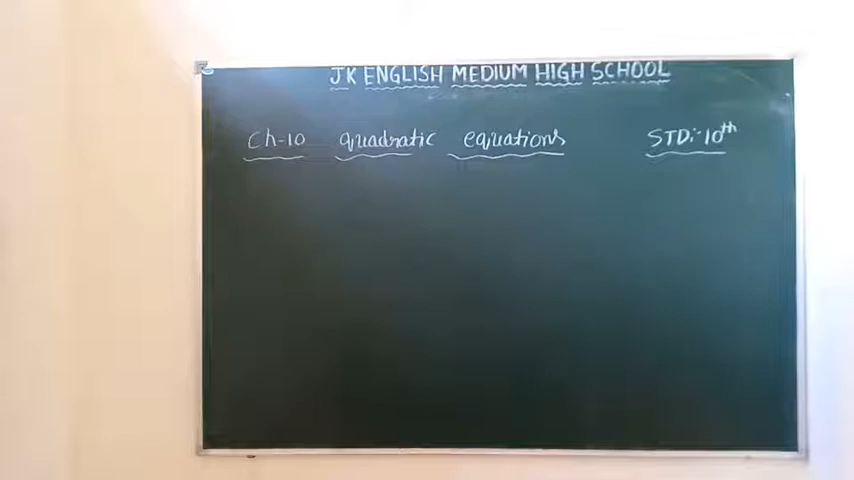 JK ENGLISH MEDIUM HIGH SCHOOL
Ch-10 quadratic equations STD:-10th